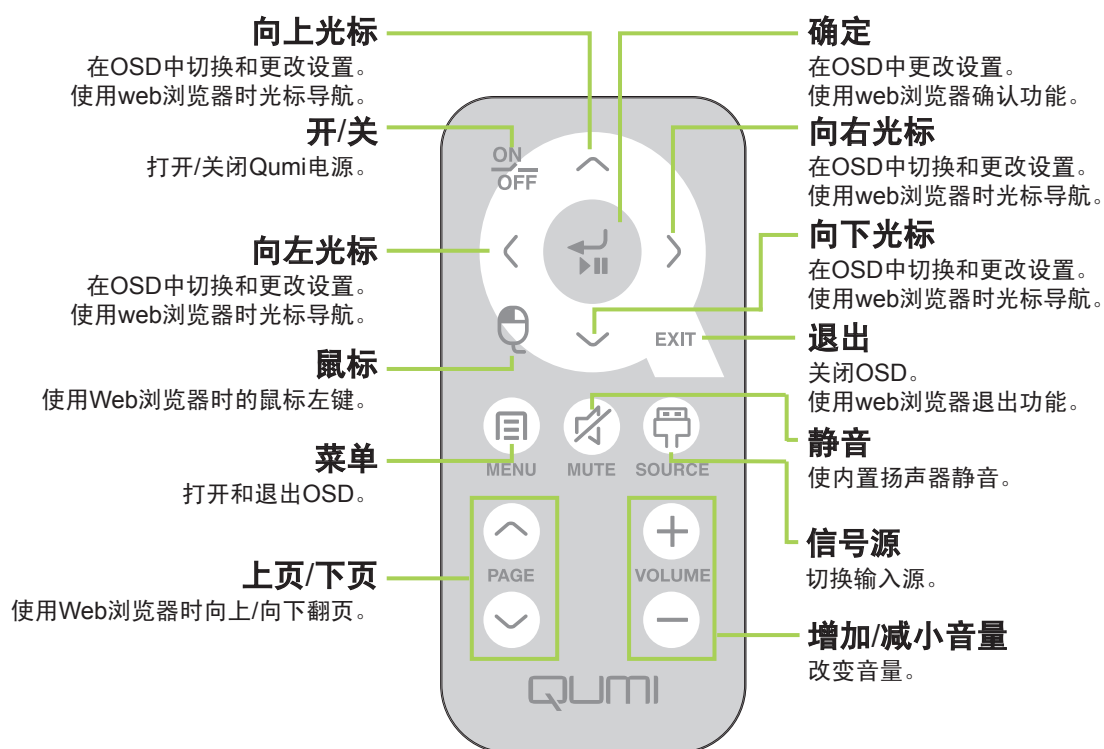 向上光标
在OSD中切换和更改设置。
使用web浏览器时光标导航。
开/关
打开/关闭Qumi电源。
向左光标
在OSD中切换和更改设置。
使用web浏览器时光标导航。
鼠标
使用Web浏览器时的鼠标左键。
菜单
打开和退出OSD。
上页/下页
使用Web浏览器时向上/向下翻页。
ON
OFF
EXIT
MENU
MUTE
SOURCE
PAGE
VOLUME
QUMI
确定
在OSD中更改设置。
使用web浏览器确认功能。
向右光标
在OSD中切换和更改设置。
使用web浏览器时光标导航。
向下光标
在OSD中切换和更改设置。
使用web浏览器时光标导航。
退出
关闭OSD。
使用web浏览器退出功能。
静音
使内置扬声器静音。
信号源
切换输入源。
增加/减小音量
改变音量。